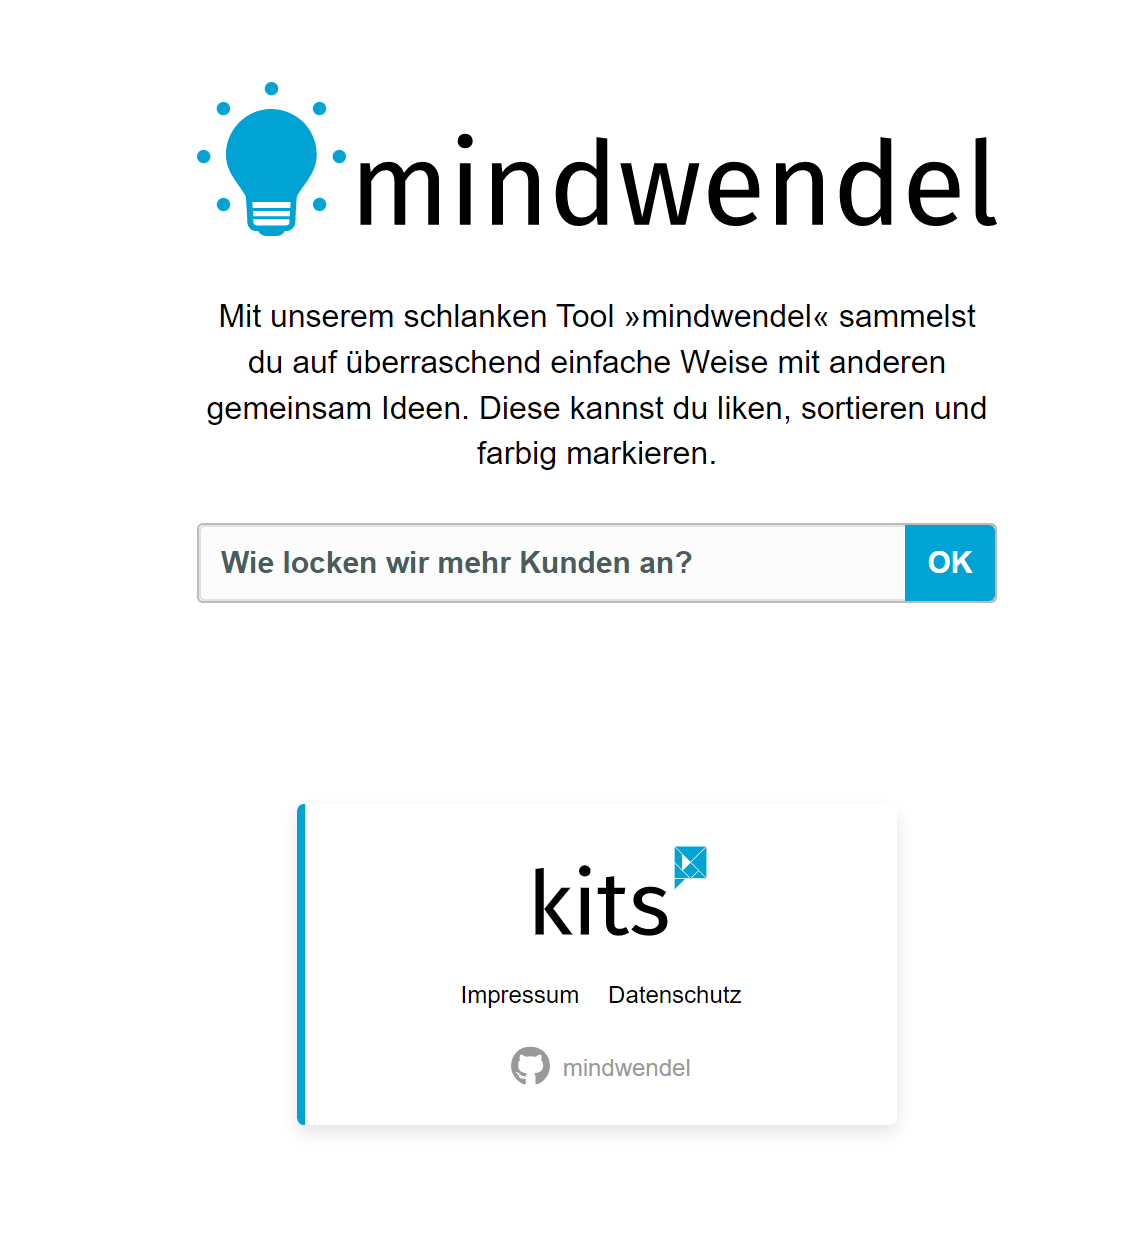 mindwendel
Mit unserem schlanken Tool »mindwendel« sammelst
du auf überraschend einfache Weise mit anderen
gemeinsam Ideen. Diese kannst du liken, sortieren und
farbig markieren.
Wie locken wir mehr Kunden an? OK
kits
Impressum Datenschutz
mindwendel